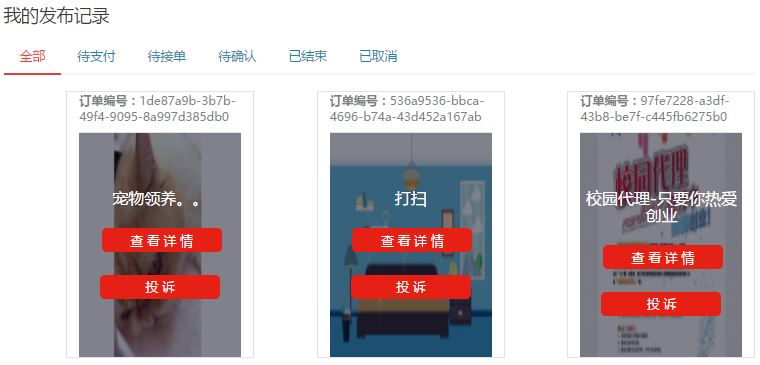 我的发布记录
全部 待支付 待接单 待确认 已结束 已取消
订单编号：1de87a9b-3b7b-
49f4-9095-8a997d385db0
宠物领养。。
查看详情
投诉
订单编号：536a9536-bbca-
4696-b74a-43d452a167ab
打扫
查看详情
投诉
订单编号：97fe7228-a3df-
43b8-be7f-c445fb6275b0
校园代理
校园代理-只要你热爱
创业
查看详情
投诉